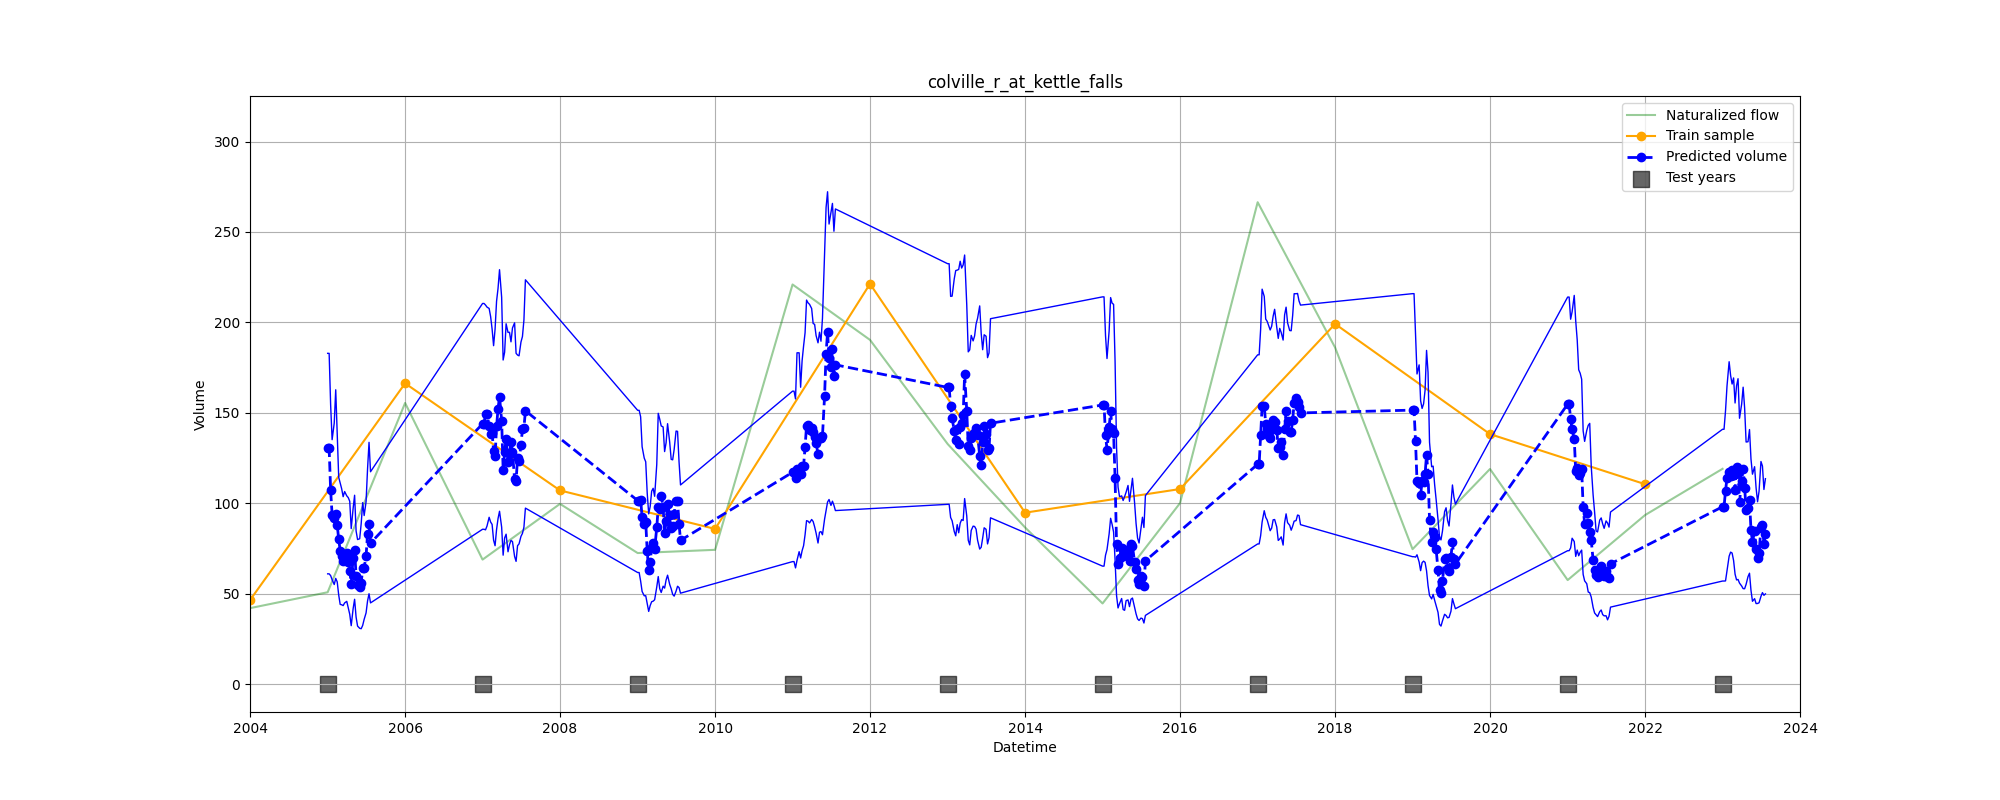 colville_r_at_kettle_falls
Naturalized flow
Train sample
Predicted volume
Test years
Volume
300
250
200
150
100
50
0
2004 2006 2008 2010 2012 2014 2016 2018 2020 2022 2024
Datetime